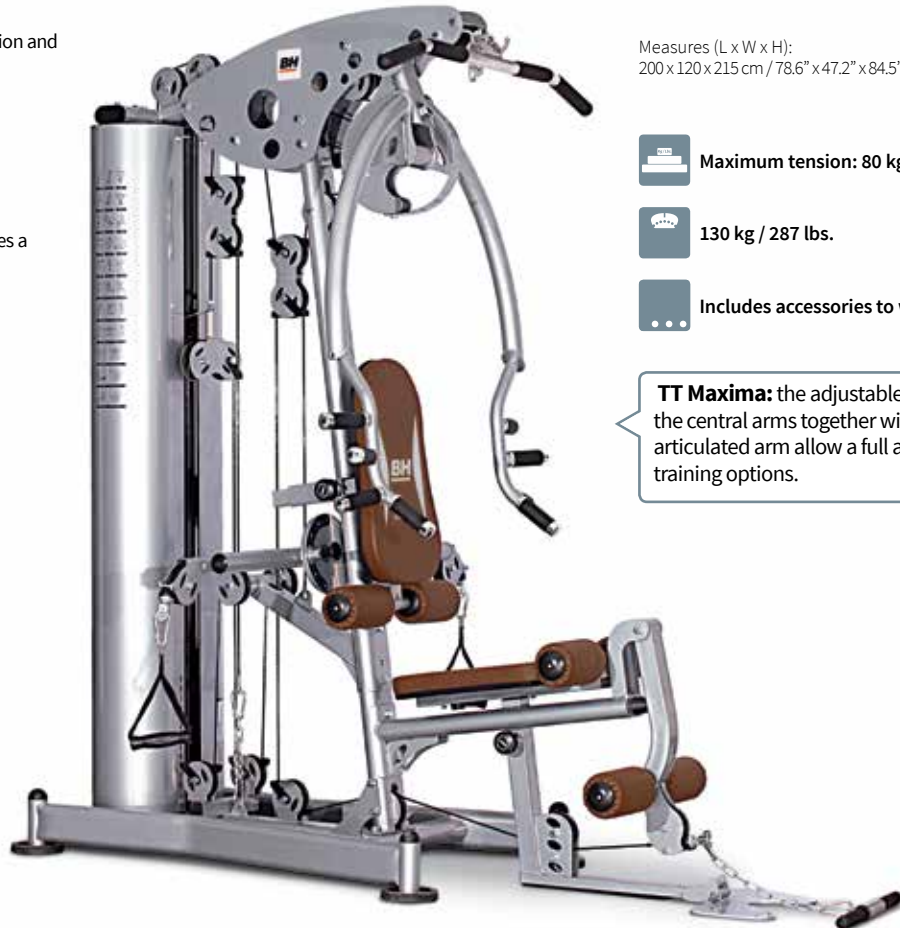 ion and
es a
BH
BH
Measures (L x W x H):
200 x 120 x 215 cm / 78.6” x 47.2” x 84.5”
Maximum tension: 80 kg
130 kg / 287 lbs.
Includes accessories to
TT Maxima: the adjustable
the central arms together wi
articulated arm allow a full a
training options.